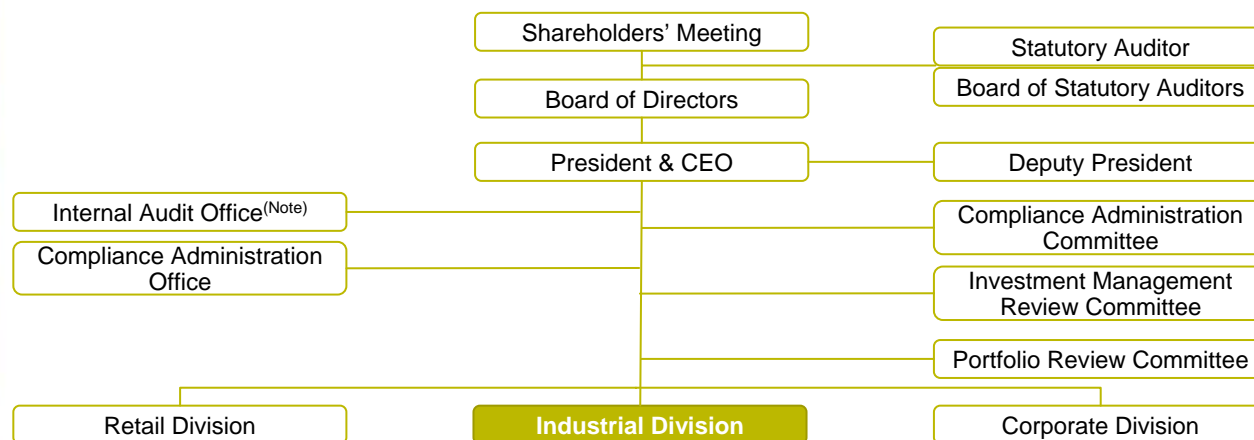 Shareholders’ Meeting
Statutory Auditor
Board of Statutory Auditors
Board of Directors
President & CEO
Deputy President
Internal Audit Office(Note)
Compliance Administration
Committee
Compliance Administration
Office
Investment Management
Review Committee
Portfolio Review Committee
Retail Division
Industrial Division
Corporate Division